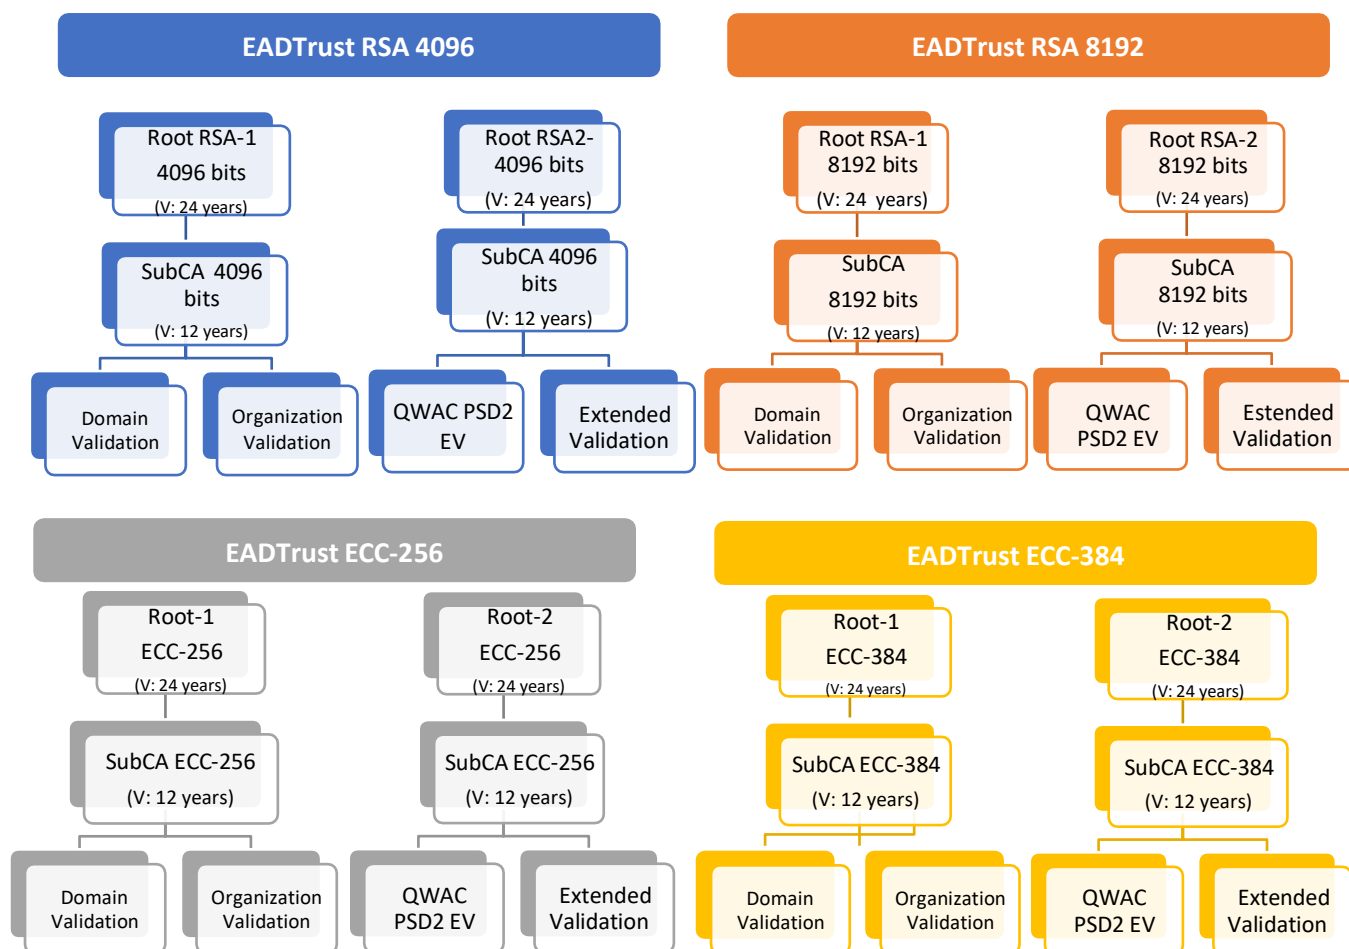 EADTrust RSA 4096
Root RSA-1
4096 bits
(V: 24 years)
Root RSA2-
4096 bits
(V: 24 years)
SubCA 4096
bits
(V: 12 years)
SubCA 4096
bits
(V: 12 years)
Domain
Validation
Organization
Validation
QWAC PSD2
EV
Extended
Validation
EADTrust RSA 8192
Root RSA-1
8192 bits
(V: 24 years)
Root RSA-2
8192 bits
(V: 24 years)
SubCA
8192 bits
(V: 12 years)
SubCA
8192 bits
(V: 12 years)
Domain
Validation
Organization
Validation
QWAC
PSD2 EV
Estended
Validation
EADTrust ECC-256
Root-1
ECC-256
(V: 24 years)
Root-2
ECC-256
(V: 24 years)
SubCA ECC-256
(V: 12 years)
SubCA ECC-256
(V: 12 years)
Domain
Validation
Organization
Validation
QWAC
PSD2 EV
Extended
Validation
EADTrust ECC-384
Root-1
ECC-384
(V: 24 years)
Root-2
ECC-384
(V: 24 years)
SubCA ECC-384
(V: 12 years)
SubCA ECC-384
(V: 12 years)
Domain
Validation
Organization
Validation
QWAC
PSD2 EV
Extended
Validation